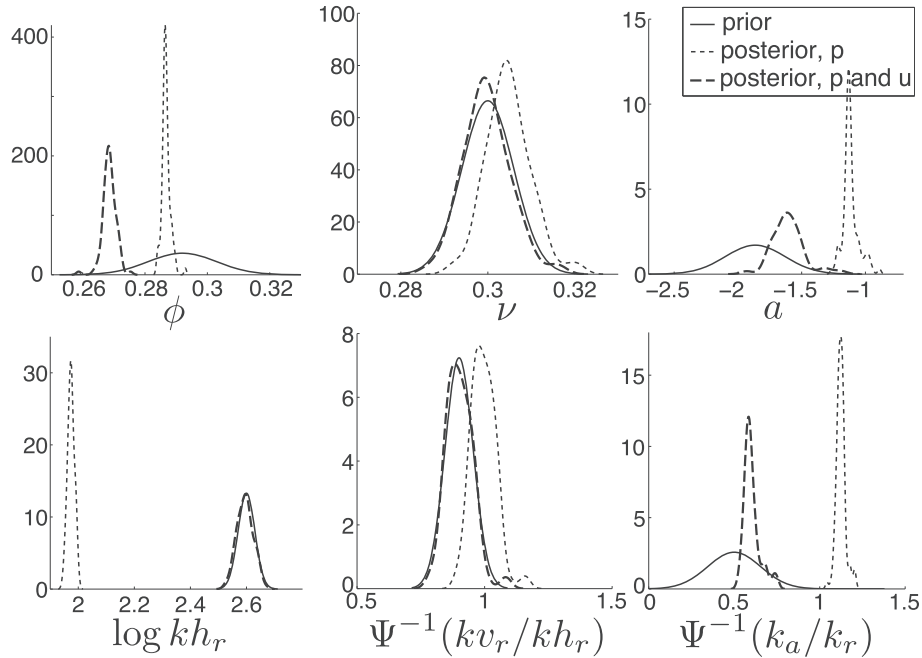 prior
posterior, p
posterior, p and u
400
200
0
0.26 0.28 0.3 0.32
ϕ
100
80
60
40
20
0
0.28 0.3 0.32
ν
15
10
5
0
−2.5 −2 −1.5 −1
a
30
20
10
0
2 2.2 2.4 2.6
log kh_r
8
6
4
2
0
0.5 1 1.5
Ψ^{-1}(kv_r/kh_r)
15
10
5
0
0 0.5 1 1.5
Ψ^{-1}(k_a/k_r)